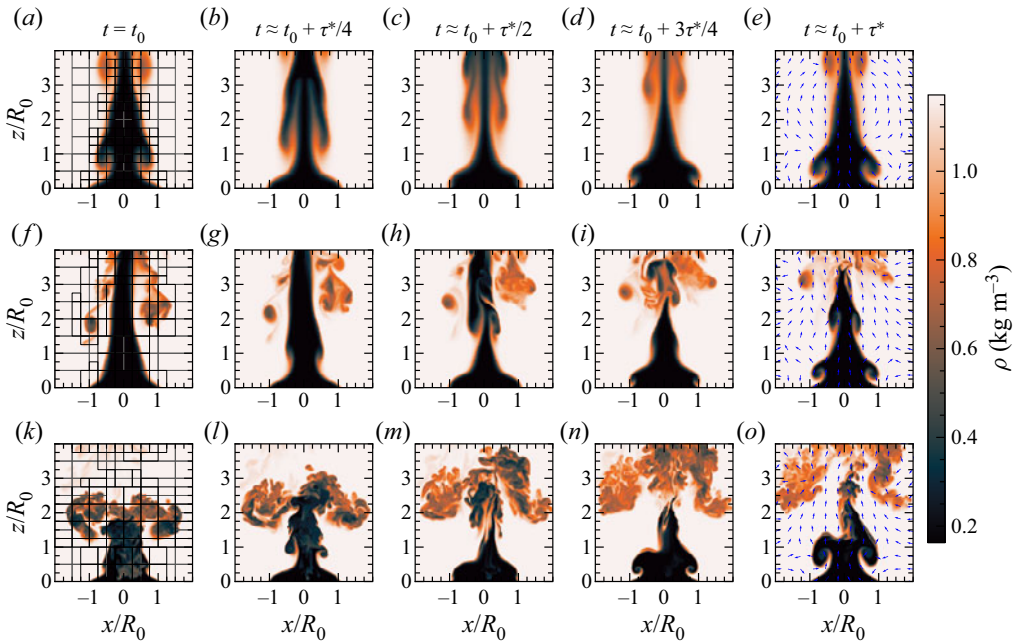 (a) (b) (c) (d) (e)
t = t₀ t ≈ t₀ + τ*/4 t ≈ t₀ + τ*/2 t ≈ t₀ + 3τ*/4 t ≈ t₀ + τ*
z/R₀ 3 2 1 0
−1 0 1 −1 0 1 −1 0 1 −1 0 1 −1 0 1
(f) (g) (h) (i) (j)
z/R₀ 3 2 1 0
−1 0 1 −1 0 1 −1 0 1 −1 0 1 −1 0 1
(k) (l) (m) (n) (o)
z/R₀ 4 3 2 1 0
−1 0 1 −1 0 1 −1 0 1 −1 0 1 −1 0 1
x/R₀ x/R₀ x/R₀ x/R₀ x/R₀
1.0
0.8
0.6
0.4
0.2
ρ (kg m⁻³)